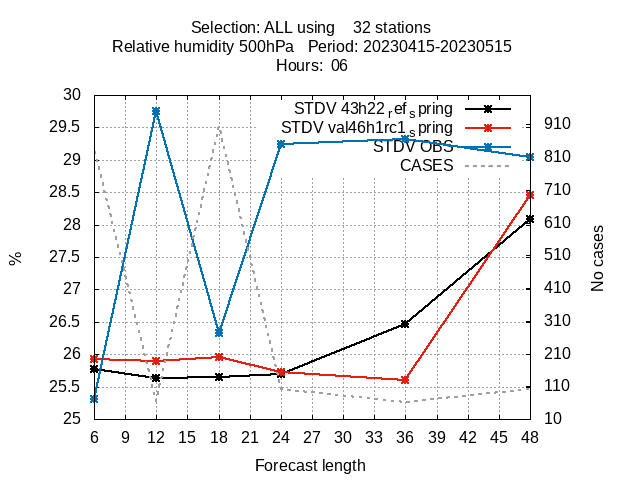 Selection: ALL using    32 stations
Relative humidity 500hPa   Period: 20230415-20230515
Hours:  06
STDV 43h22refspring
STDV val46h1rc1spring
STDV OBS
CASES
30
29.5
29
28.5
28
27.5
27
26.5
26
25.5
25
910
810
710
610
510
410
310
210
110
10
%
No cases
6 9 12 15 18 21 24 27 30 33 36 39 42 45 48
Forecast length